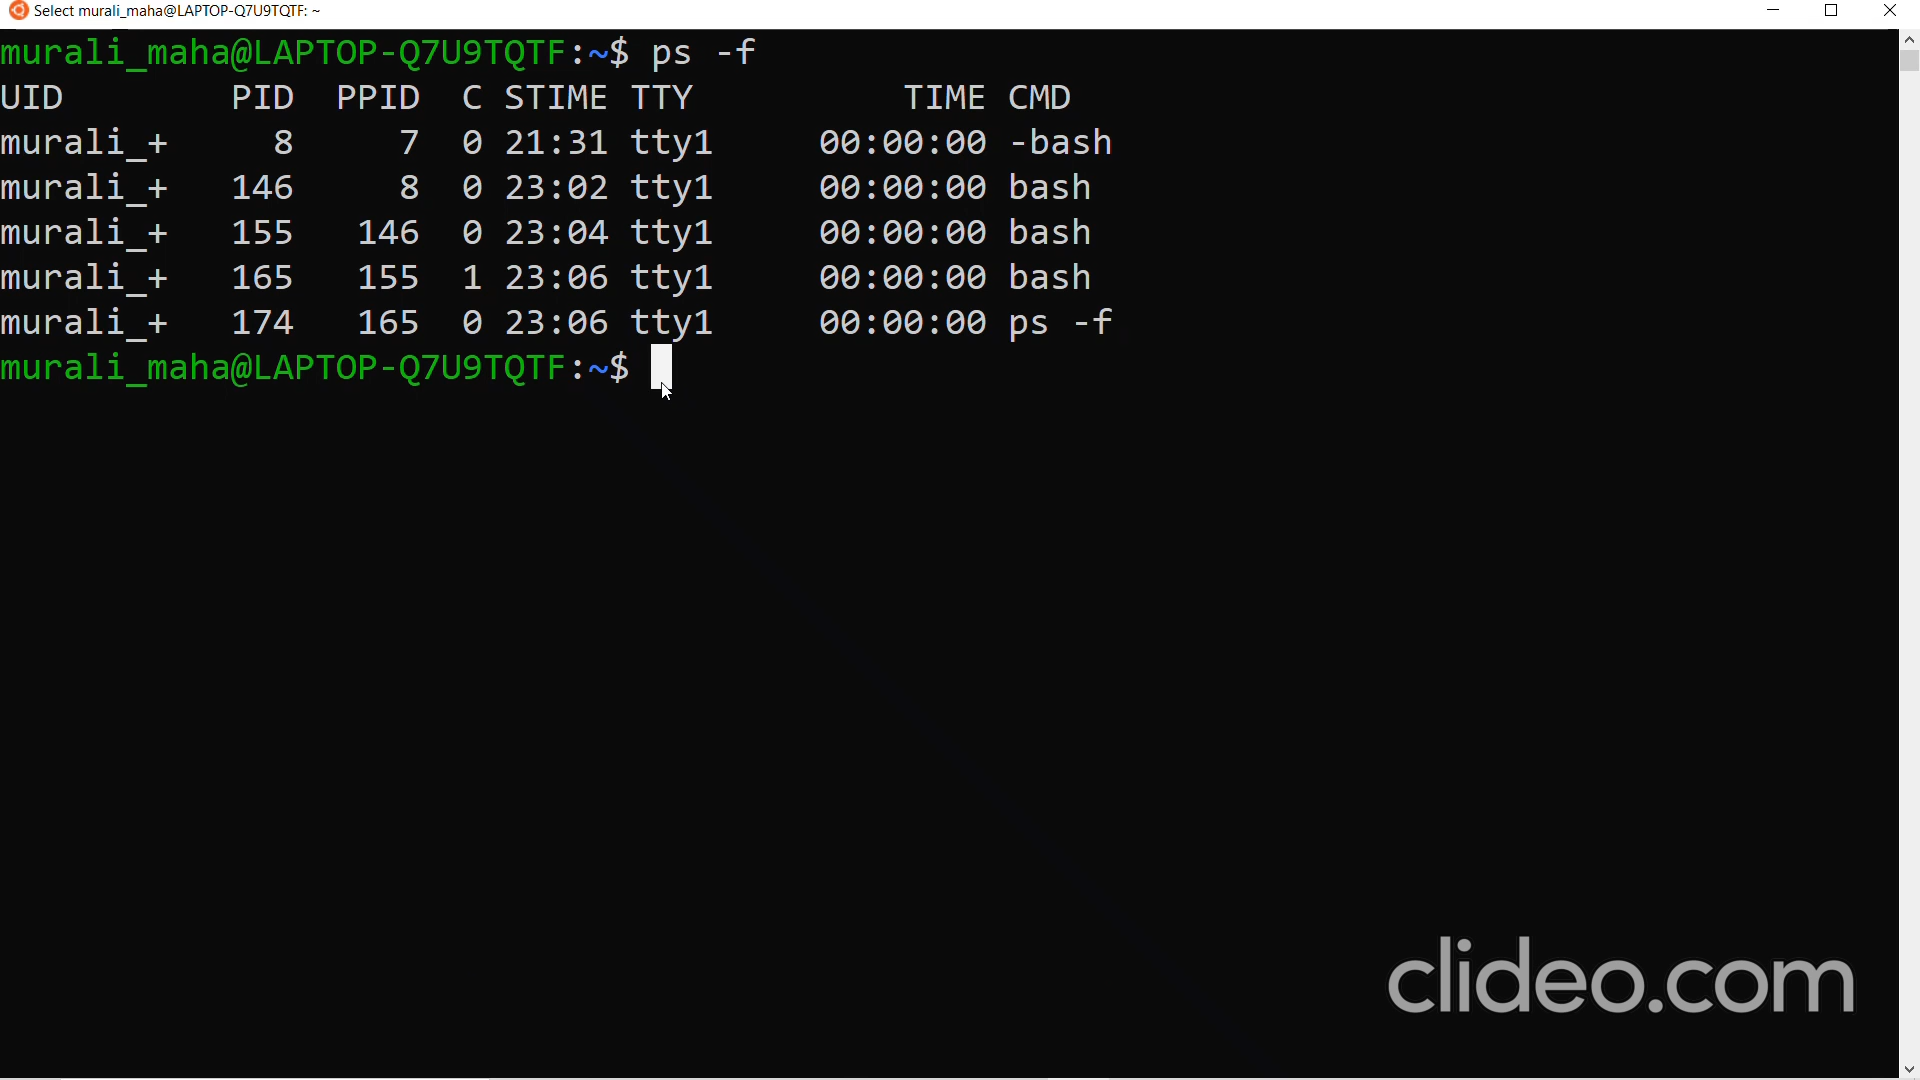 Select murali_maha@LAPTOP-Q7U9TQTF: ~
murali_maha@LAPTOP-Q7U9TQTF:~$ ps -f
UID        PID  PPID  C STIME TTY          TIME CMD
murali_+     8     7  0 21:31 tty1     00:00:00 -bash
murali_+   146     8  0 23:02 tty1     00:00:00 bash
murali_+   155   146  0 23:04 tty1     00:00:00 bash
murali_+   165   155  1 23:06 tty1     00:00:00 bash
murali_+   174   165  0 23:06 tty1     00:00:00 ps -f
murali_maha@LAPTOP-Q7U9TQTF:~$
clideo.com